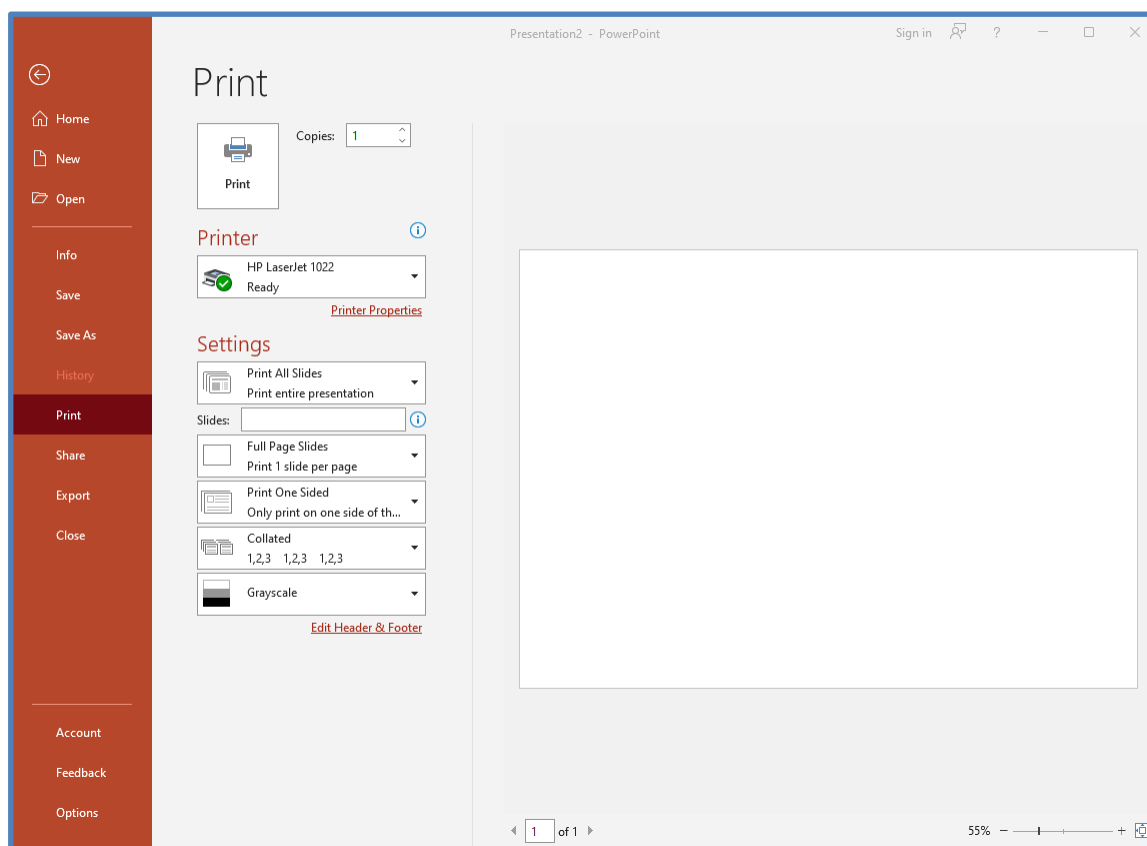 Presentation2 - PowerPoint
Sign in
?
Home
New
Open
Info
Save
Save As
History
Print
Share
Export
Close
Account
Feedback
Options
Print
Print
Copies: 1
Printer
HP LaserJet 1022
Ready
Printer Properties
Settings
Print All Slides
Print entire presentation
Slides:
Full Page Slides
Print 1 slide per page
Print One Sided
Only print on one side of th...
Collated
1,2,3 1,2,3 1,2,3
Grayscale
Edit Header & Footer
1 of 1
55%